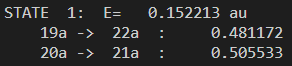 STATE  1:  E=   0.152213 au
    19a ->  22a  :     0.481172
    20a ->  21a  :     0.505533